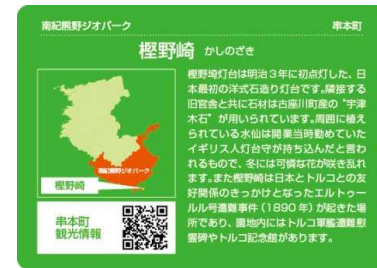 南紀熊野ジオパーク
串本町
樫野崎 かしのざき
樫野埼灯台は明治3年に初点灯した、日
本最初の洋式石造り灯台です。隣接する
旧官舎と共に石材は古座川町産の“宇津
木石”が用いられています。周囲に植え
られている水仙は開業当時勤めていた
イギリス人灯台守が持ち込んだと言わ
れるもので、冬には可憐な花が咲き乱れ
ます。また樫野崎は日本とトルコとの友
好関係のきっかけとなったエルトゥー
ルル号遭難事件（1890年）が起きた場
所であり、園地内にはトルコ軍艦遭難慰
霊碑やトルコ記念館があります。
南紀熊野ジオパーク
樫野崎
串本町
観光情報